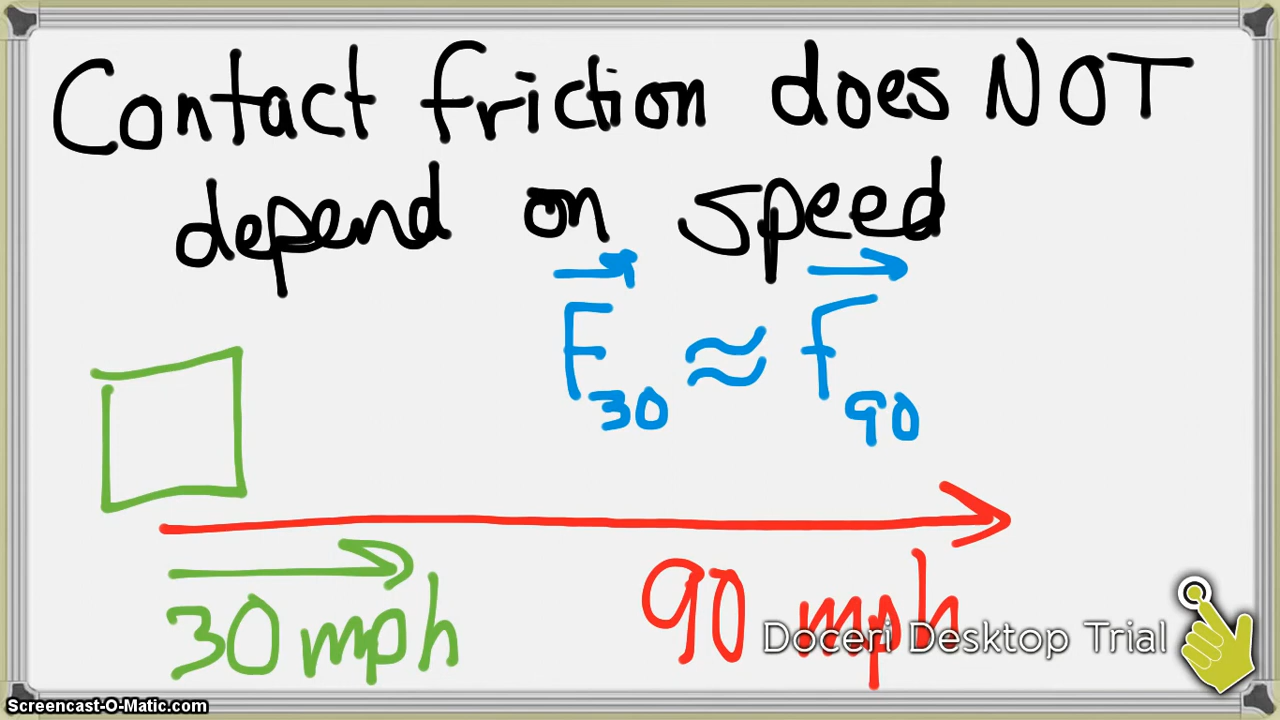 Contact friction does NOT
depend on speed
F30 ≈ F90
30 mph
90 mph
Doceri Desktop Trial
Screencast-O-Matic.com